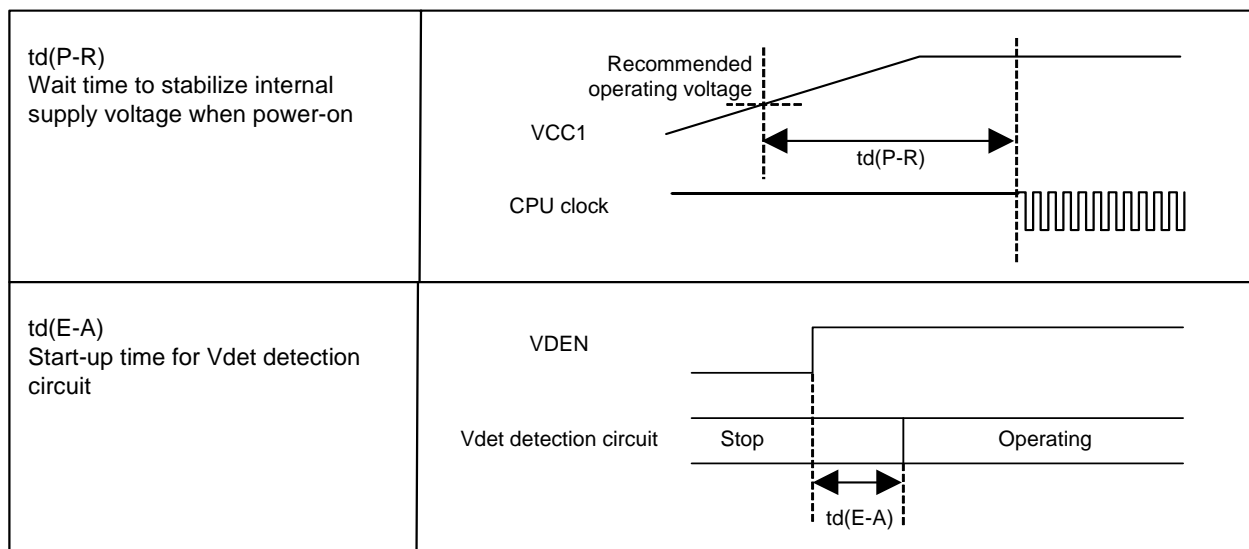 td(P-R)
Wait time to stabilize internal
supply voltage when power-on
Recommended
operating voltage
VCC1
td(P-R)
CPU clock
td(E-A)
Start-up time for Vdet detection
circuit
VDEN
Vdet detection circuit
Stop
Operating
td(E-A)